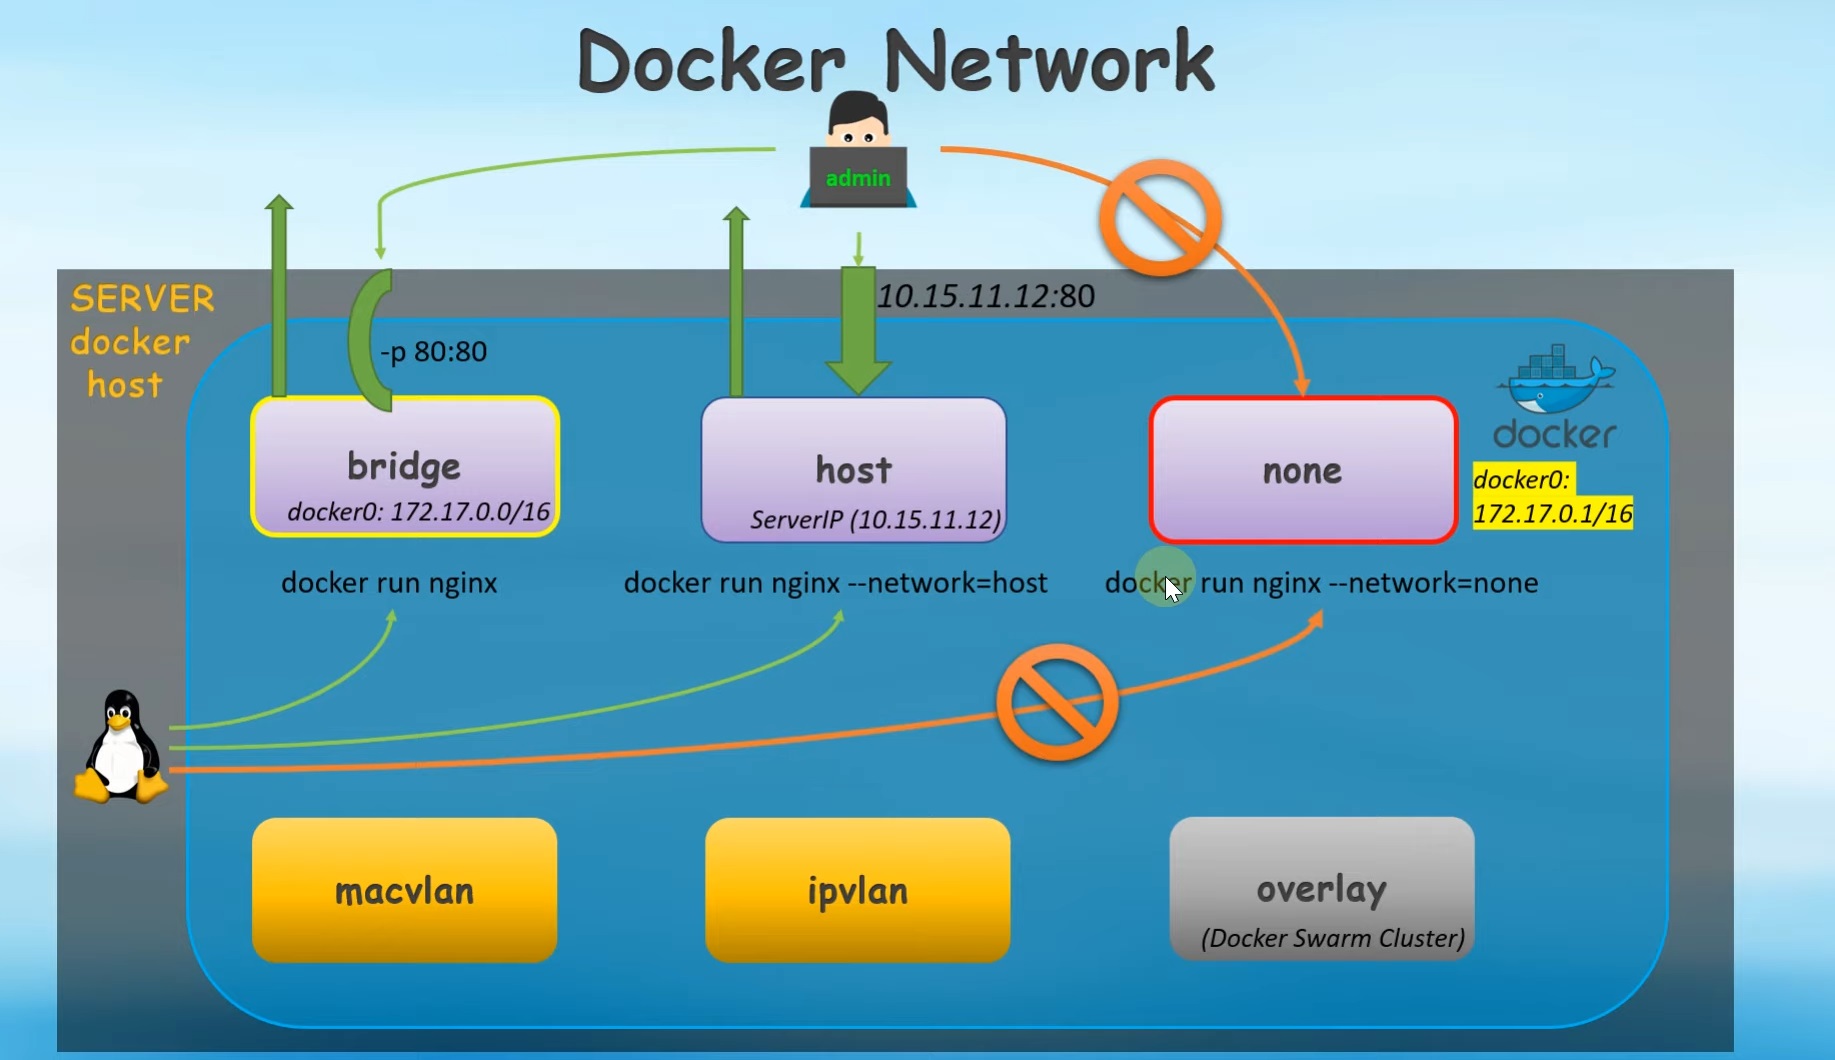 Docker Network
admin
SERVER
docker
host
10.15.11.12:80
-p 80:80
docker
bridge
docker0: 172.17.0.0/16
host
ServerIP (10.15.11.12)
none
docker0:
172.17.0.1/16
docker run nginx
docker run nginx --network=host
docker run nginx --network=none
macvlan
ipvlan
overlay
(Docker Swarm Cluster)